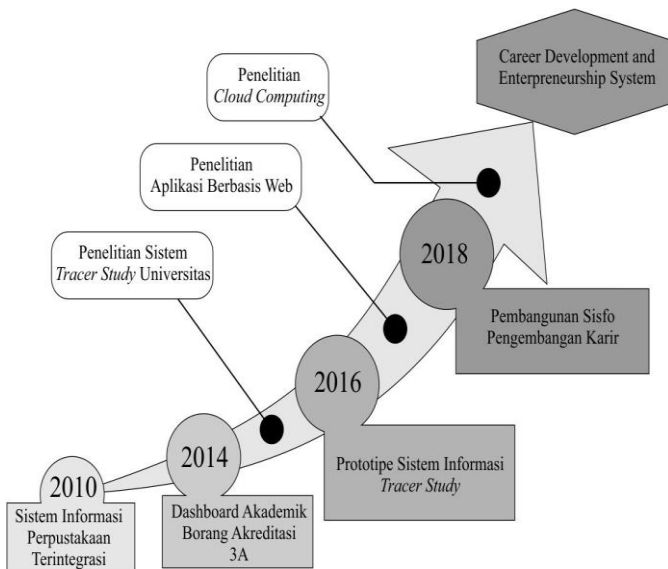 Career Development and
Enterpreneurship System
Penelitian
Cloud Computing
Penelitian
Aplikasi Berbasis Web
Penelitian Sistem
Tracer Study Universitas
2018
Pembangunan Sisfo
Pengembangan Karir
2016
Prototipe Sistem Informasi
Tracer Study
2014
Dashboard Akademik
Borang Akreditasi
3A
2010
Sistem Informasi
Perpustakaan
Terintegrasi